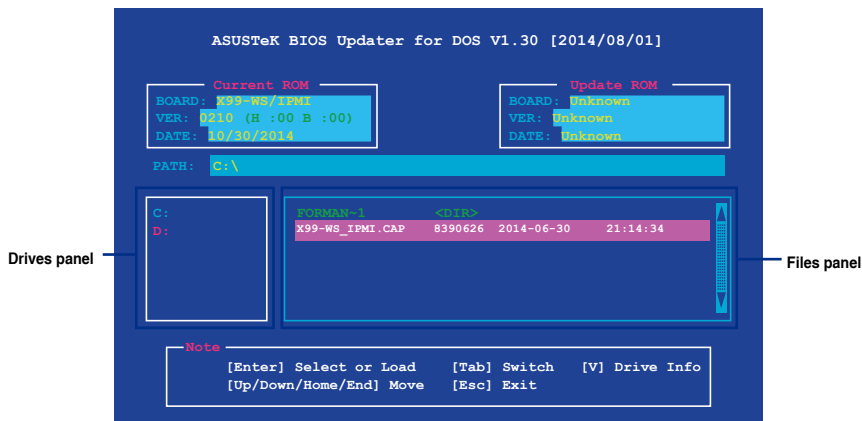 ASUSTeK BIOS Updater for DOS V1.30 [2014/08/01]
Current ROM
BOARD: X99-WS/IPMI
VER: 0210 (H :00 B :00)
DATE: 10/30/2014
Update ROM
BOARD: Unknown
VER: Unknown
DATE: Unknown
PATH: C:\
C:
D:
FORMAN~1 <DIR>
X99-WS_IPMI.CAP 8390626 2014-06-30 21:14:34
Drives panel
Files panel
Note
[Enter] Select or Load [Tab] Switch [V] Drive Info
[Up/Down/Home/End] Move [Esc] Exit